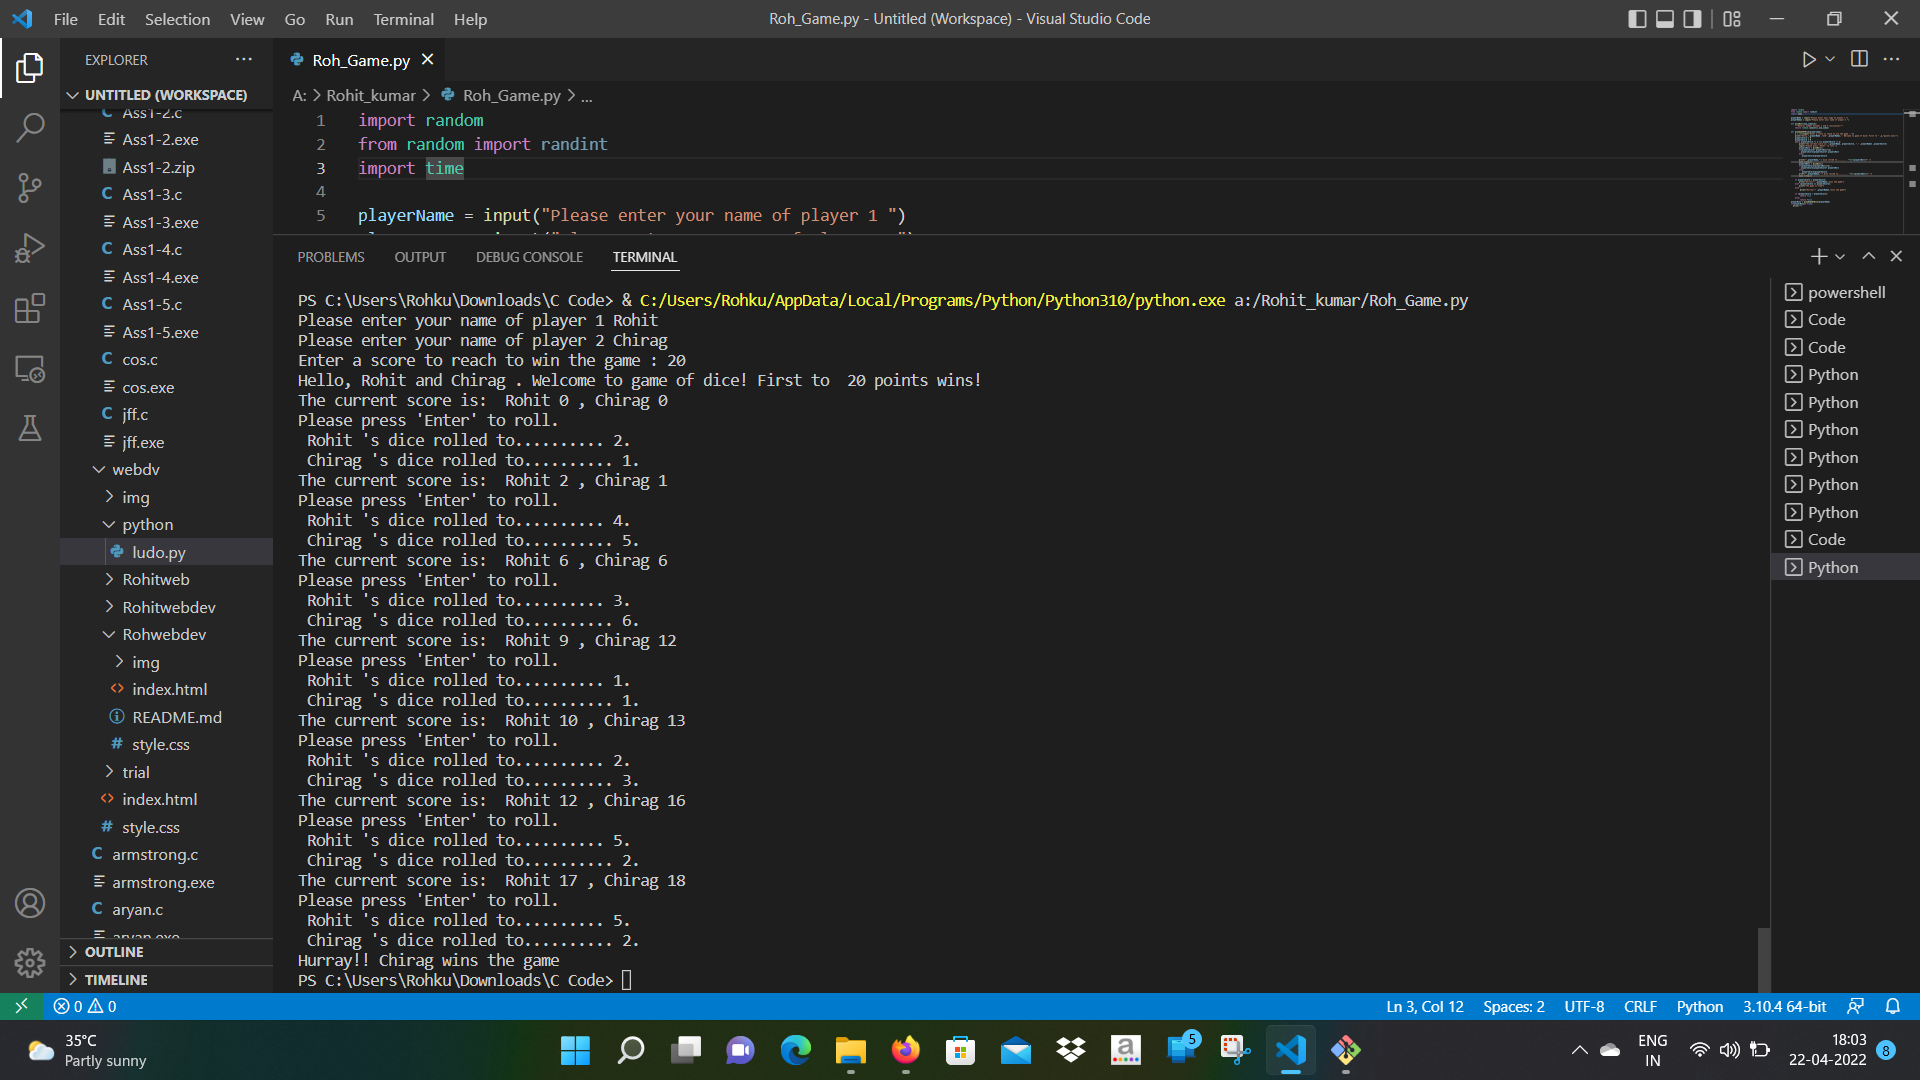 File Edit Selection View Go Run Terminal Help
Roh_Game.py - Untitled (Workspace) - Visual Studio Code
EXPLORER
UNTITLED (WORKSPACE)
Ass1-2.c
Ass1-2.exe
Ass1-2.zip
Ass1-3.c
Ass1-3.exe
Ass1-4.c
Ass1-4.exe
Ass1-5.c
Ass1-5.exe
cos.c
cos.exe
jff.c
jff.exe
webdv
img
python
ludo.py
Rohitweb
Rohitwebdev
Rohwebdev
img
index.html
README.md
style.css
trial
index.html
style.css
armstrong.c
armstrong.exe
aryan.c
aryan.exe
OUTLINE
TIMELINE
Roh_Game.py
A: > Rohit_kumar > Roh_Game.py > ...
1 import random
2 from random import randint
3 import time
4
5 playerName = input("Please enter your name of player 1 ")
PROBLEMS OUTPUT DEBUG CONSOLE TERMINAL
PS C:\Users\Rohku\Downloads\C Code> & C:/Users/Rohku/AppData/Local/Programs/Python/Python310/python.exe a:/Rohit_kumar/Roh_Game.py
Please enter your name of player 1 Rohit
Please enter your name of player 2 Chirag
Enter a score to reach to win the game : 20
Hello, Rohit and Chirag . Welcome to game of dice! First to  20 points wins!
The current score is:  Rohit 0 , Chirag 0
Please press 'Enter' to roll.
Rohit 's dice rolled to.......... 2.
Chirag 's dice rolled to.......... 1.
The current score is:  Rohit 2 , Chirag 1
Please press 'Enter' to roll.
Rohit 's dice rolled to.......... 4.
Chirag 's dice rolled to.......... 5.
The current score is:  Rohit 6 , Chirag 6
Please press 'Enter' to roll.
Rohit 's dice rolled to.......... 3.
Chirag 's dice rolled to.......... 6.
The current score is:  Rohit 9 , Chirag 12
Please press 'Enter' to roll.
Rohit 's dice rolled to.......... 1.
Chirag 's dice rolled to.......... 1.
The current score is:  Rohit 10 , Chirag 13
Please press 'Enter' to roll.
Rohit 's dice rolled to.......... 2.
Chirag 's dice rolled to.......... 3.
The current score is:  Rohit 12 , Chirag 16
Please press 'Enter' to roll.
Rohit 's dice rolled to.......... 5.
Chirag 's dice rolled to.......... 2.
The current score is:  Rohit 17 , Chirag 18
Please press 'Enter' to roll.
Rohit 's dice rolled to.......... 5.
Chirag 's dice rolled to.......... 2.
Hurray!! Chirag wins the game
PS C:\Users\Rohku\Downloads\C Code>
powershell
Code
Code
Python
Python
Python
Python
Python
Python
Code
Python
0 0
Ln 3, Col 12 Spaces: 2 UTF-8 CRLF Python 3.10.4 64-bit
35°C
Partly sunny
a
5
ENG
IN
18:03
22-04-2022
8